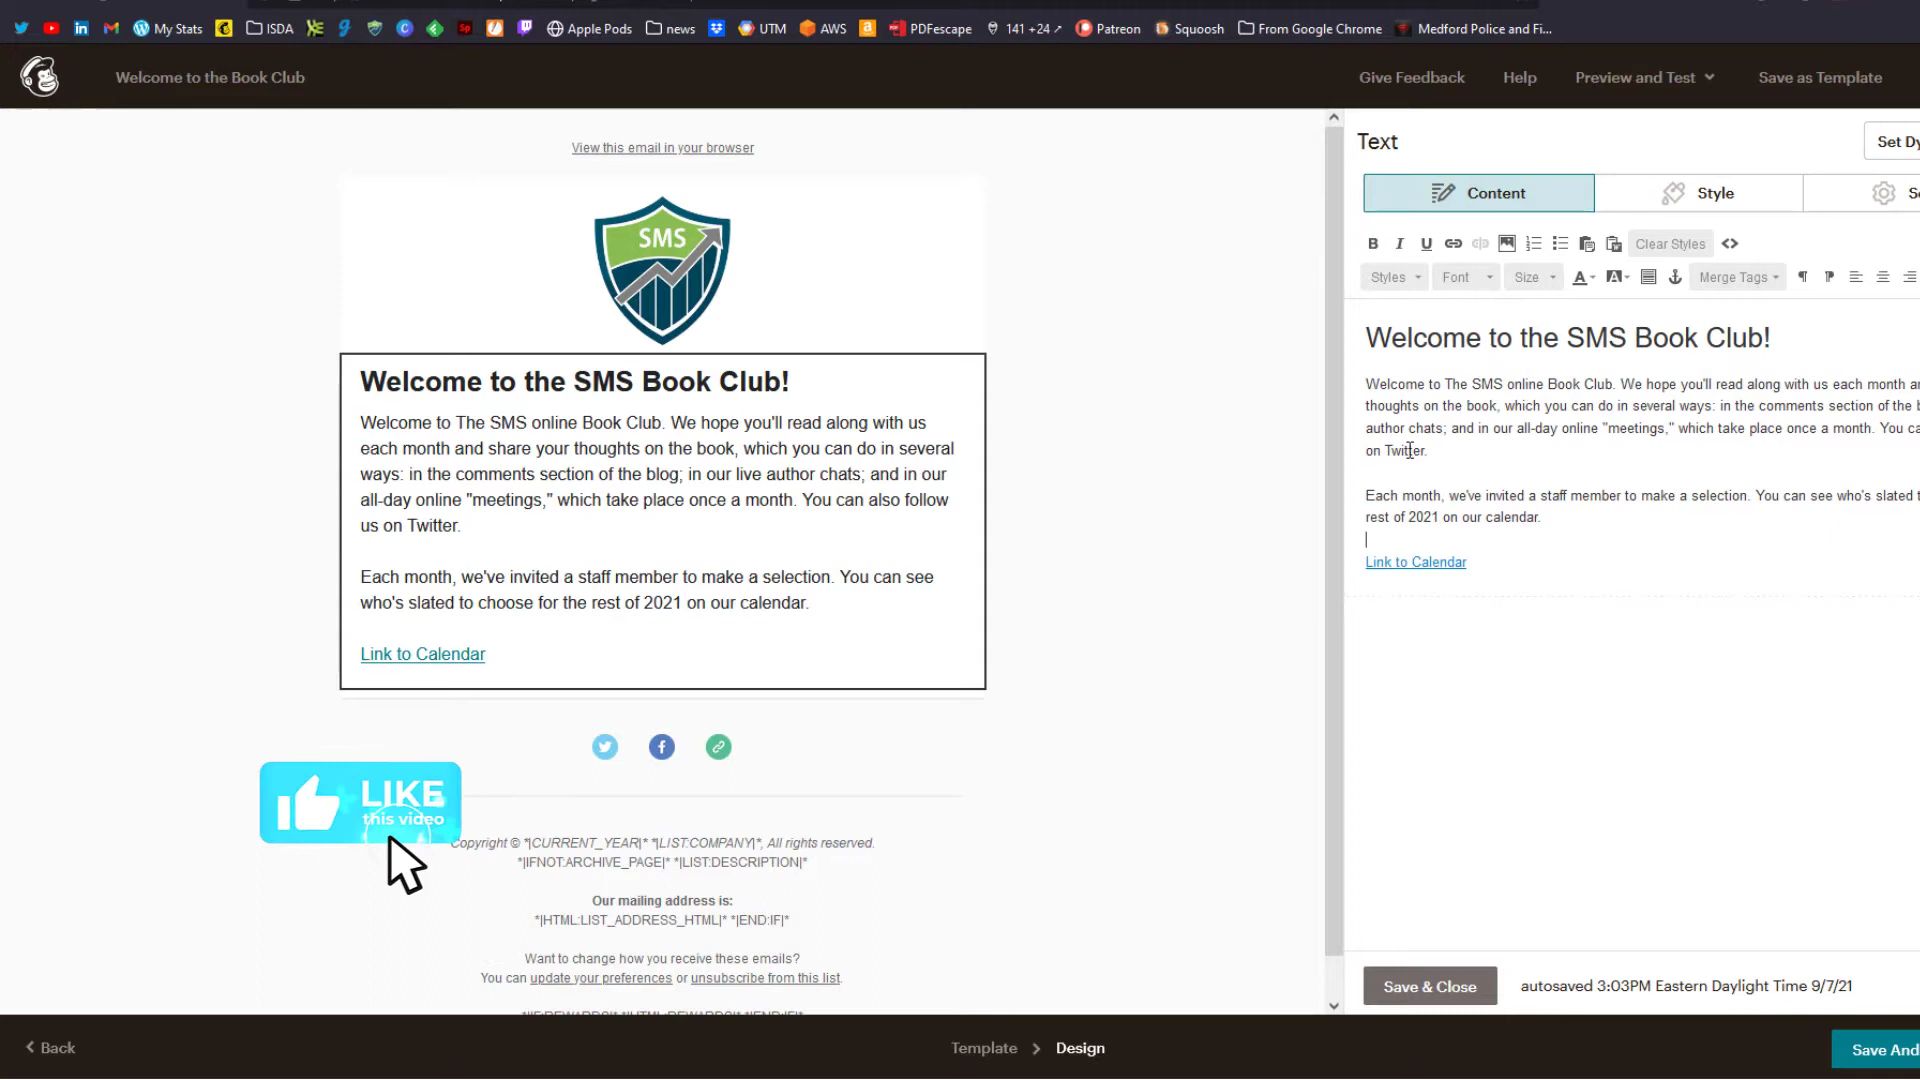 My Stats
ISDA
Sp
Apple Pods
news
UTM
AWS
PDFescape
141 +24
Patreon
Squoosh
From Google Chrome
Medford Police and Fi...
Welcome to the Book Club
Give Feedback
Help
Preview and Test
Save as Template
View this email in your browser
SMS
Welcome to the SMS Book Club!
Welcome to The SMS online Book Club. We hope you'll read along with us
each month and share your thoughts on the book, which you can do in several
ways: in the comments section of the blog; in our live author chats; and in our
all-day online "meetings," which take place once a month. You can also follow
us on Twitter.
Each month, we've invited a staff member to make a selection. You can see
who's slated to choose for the rest of 2021 on our calendar.
Link to Calendar
LIKE
this video
Copyright © *|CURRENT_YEAR|* *|LIST:COMPANY|*, All rights reserved.
*|IFNOT:ARCHIVE_PAGE|* *|LIST:DESCRIPTION|*
Our mailing address is:
*|HTML:LIST_ADDRESS_HTML|* *|END:IF|*
Want to change how you receive these emails?
You can update your preferences or unsubscribe from this list.
*|IF:REWARDS|* *|HTML:REWARDS|* *|END:IF|*
Text
Set Dy
Content
Style
Se
B I U
Clear Styles
Styles
Font
Size
A
A
Merge Tags
Welcome to the SMS Book Club!
Welcome to The SMS online Book Club. We hope you'll read along with us each month an
thoughts on the book, which you can do in several ways: in the comments section of the b
author chats; and in our all-day online "meetings," which take place once a month. You ca
on Twitter.
Each month, we've invited a staff member to make a selection. You can see who's slated t
rest of 2021 on our calendar.
Link to Calendar
Save & Close
autosaved 3:03PM Eastern Daylight Time 9/7/21
Back
Template
Design
Save And